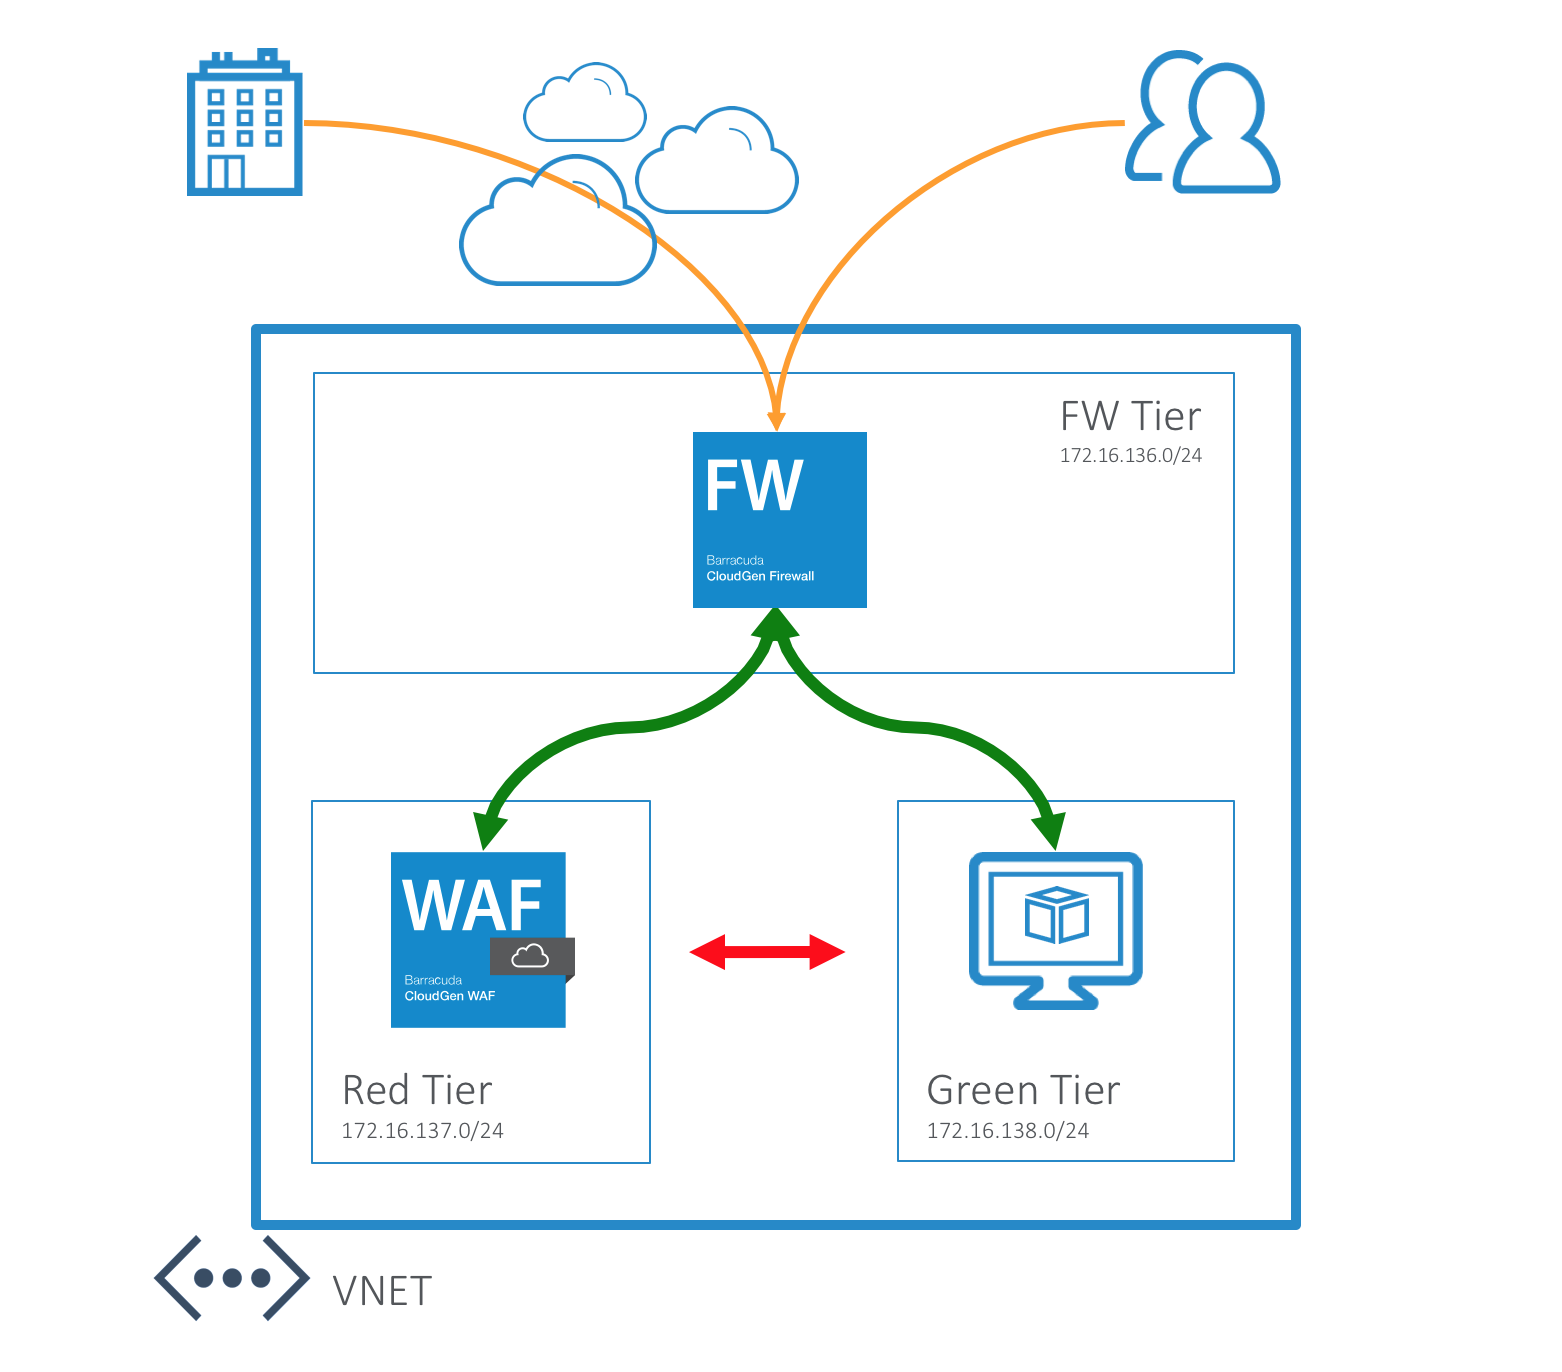 FW Tier
172.16.136.0/24
FW
Barracuda
CloudGen Firewall
WAF
Barracuda
CloudGen WAF
Red Tier
172.16.137.0/24
Green Tier
172.16.138.0/24
VNET